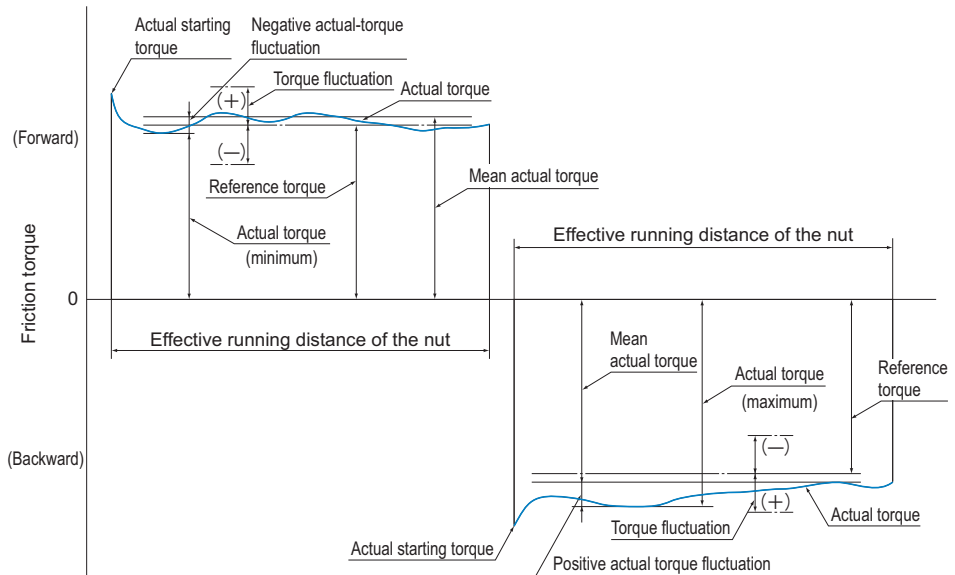 Actual starting
torque
Negative actual-torque
fluctuation
Torque fluctuation
Actual torque
(+)
(Forward)
(—)
Reference torque
Mean actual torque
Actual torque
(minimum)
Effective running distance of the nut
Friction torque
0
Effective running distance of the nut
Mean
actual torque
Actual torque
(maximum)
Reference
torque
(Backward)
(—)
(+)
Torque fluctuation
Actual torque
Actual starting torque
Positive actual torque fluctuation